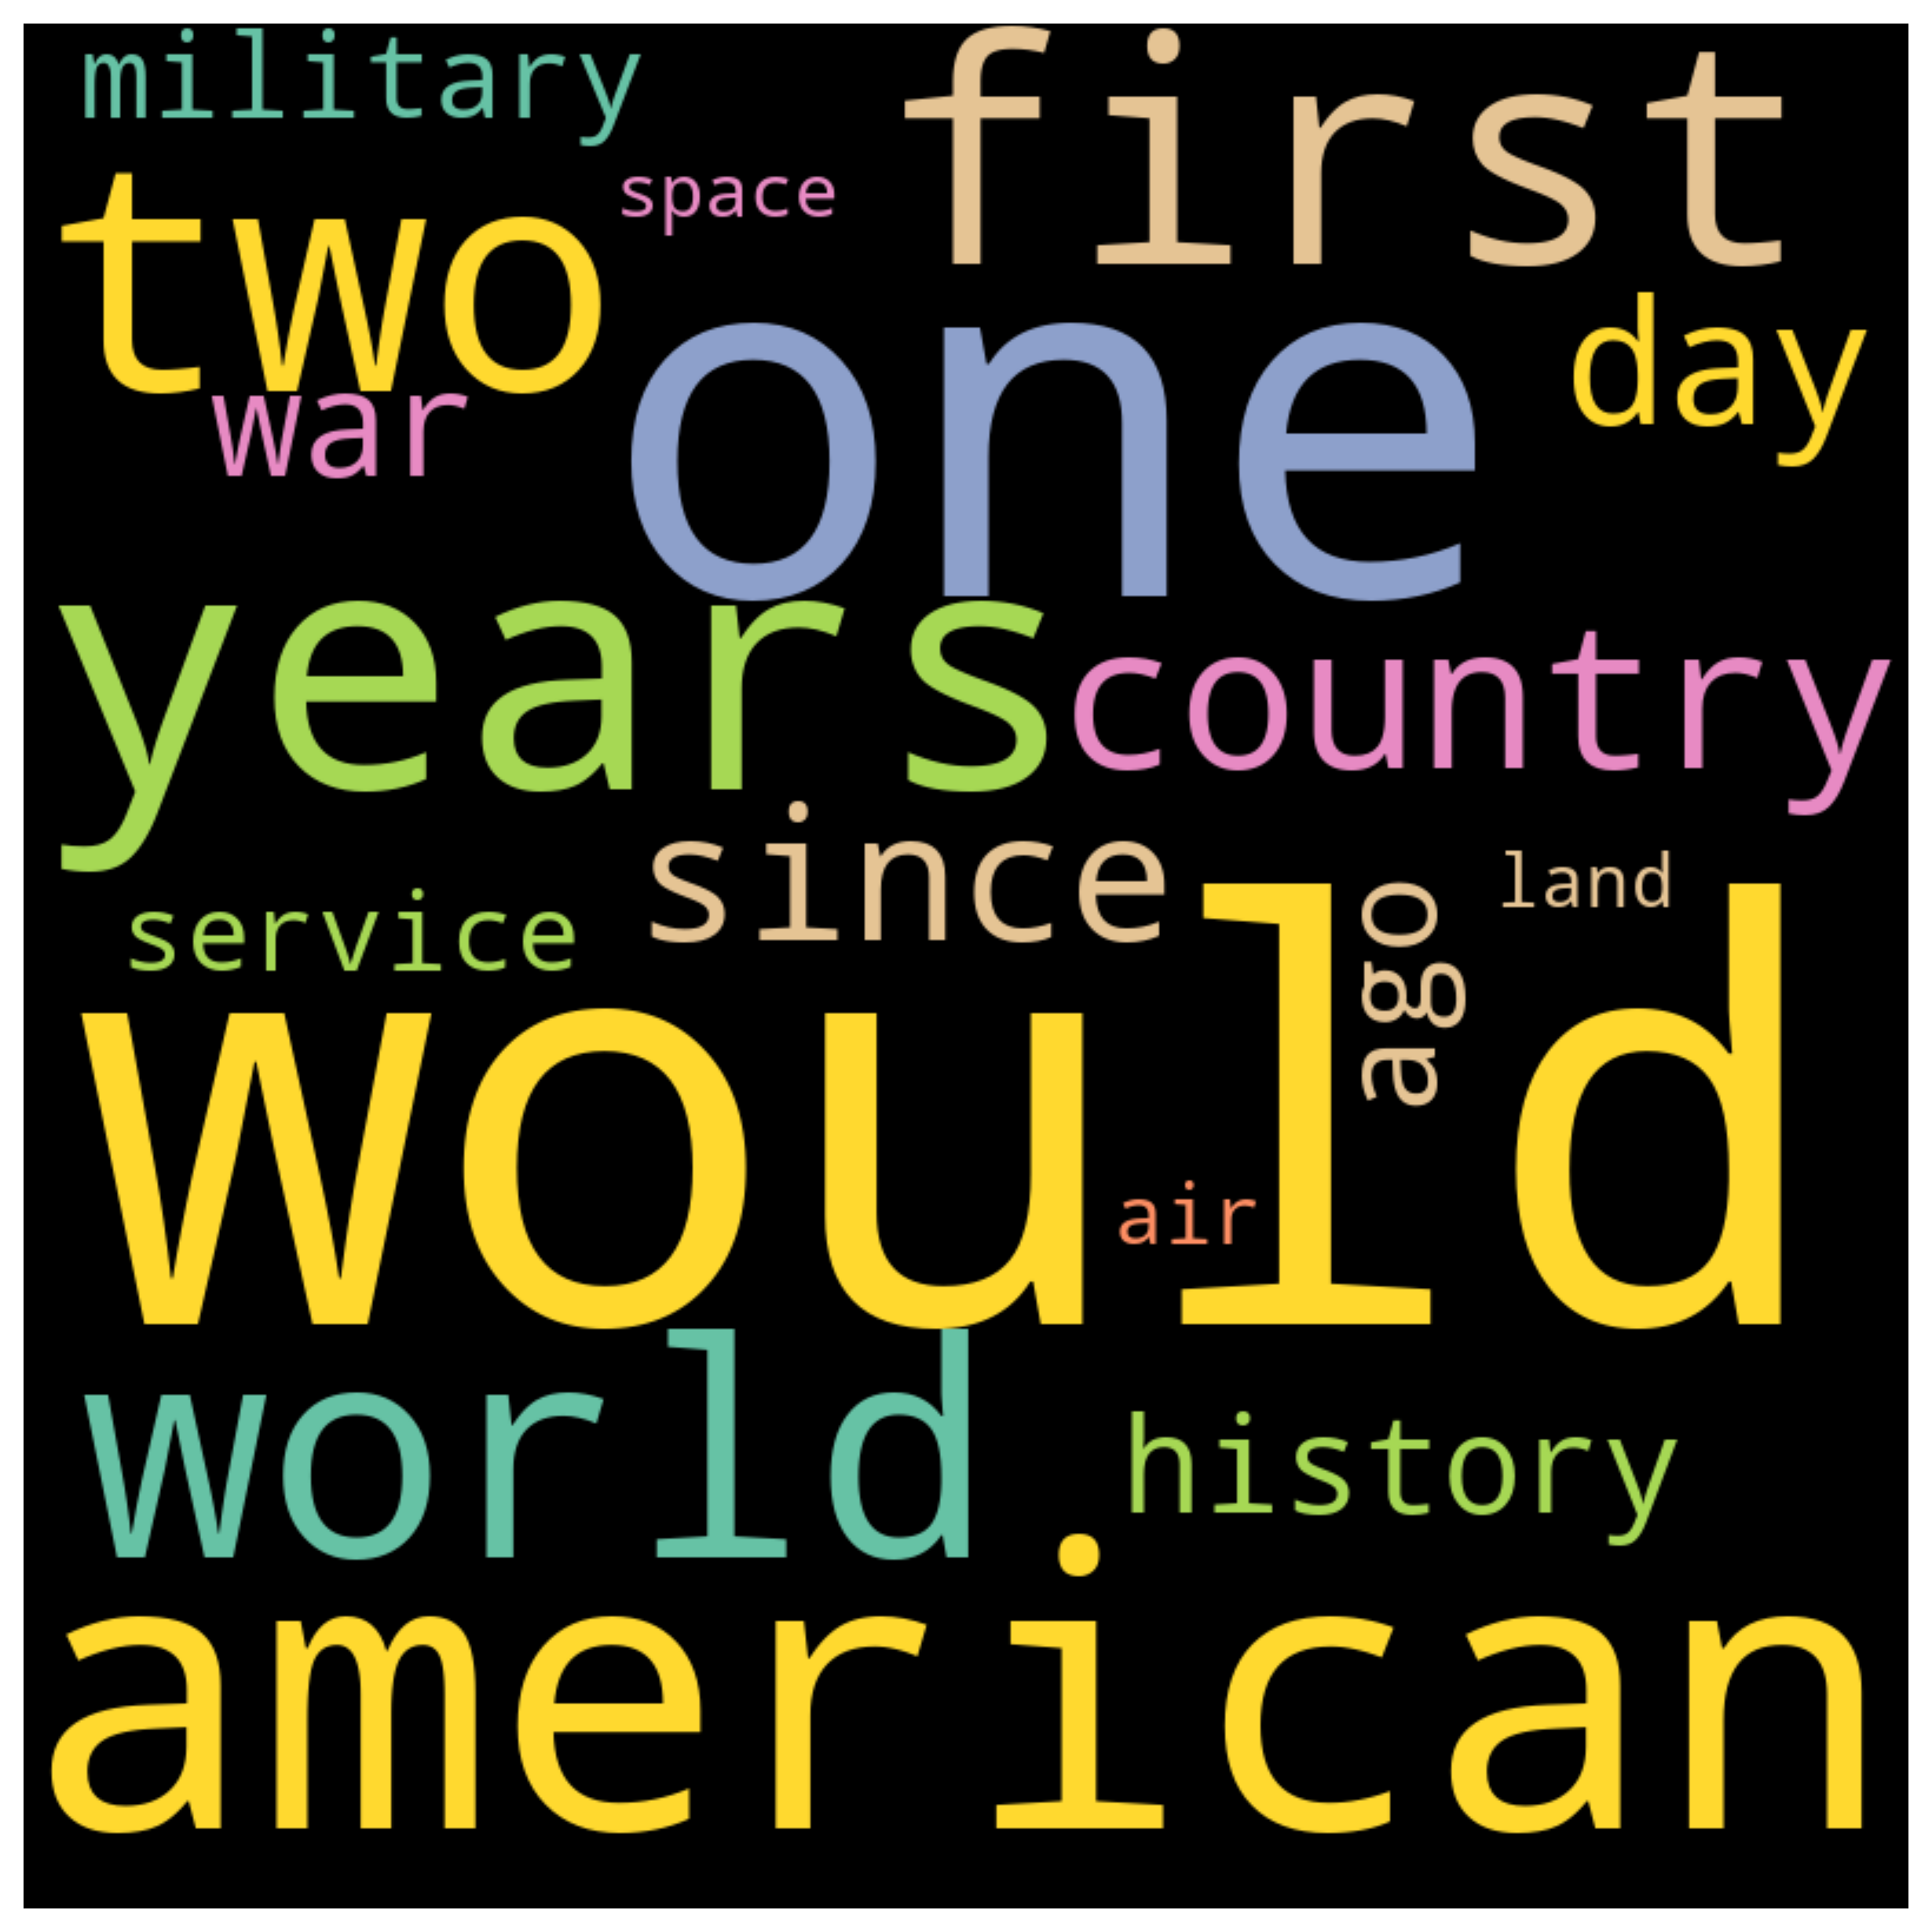 military
first
space
two
day
war
one
years
country
since
land
ago
service
would
air
world
history
american